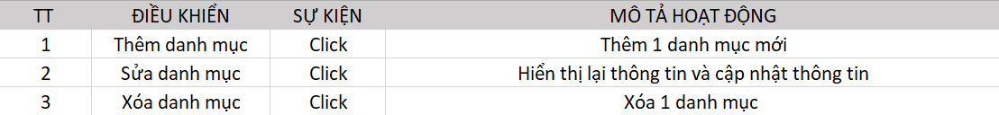 TT ĐIỀU KHIỂN SỰ KIỆN MÔ TẢ HOẠT ĐỘNG
1 Thêm danh mục Click Thêm 1 danh mục mới
2 Sửa danh mục Click Hiển thị lại thông tin và cập nhật thông tin
3 Xóa danh mục Click Xóa 1 danh mục